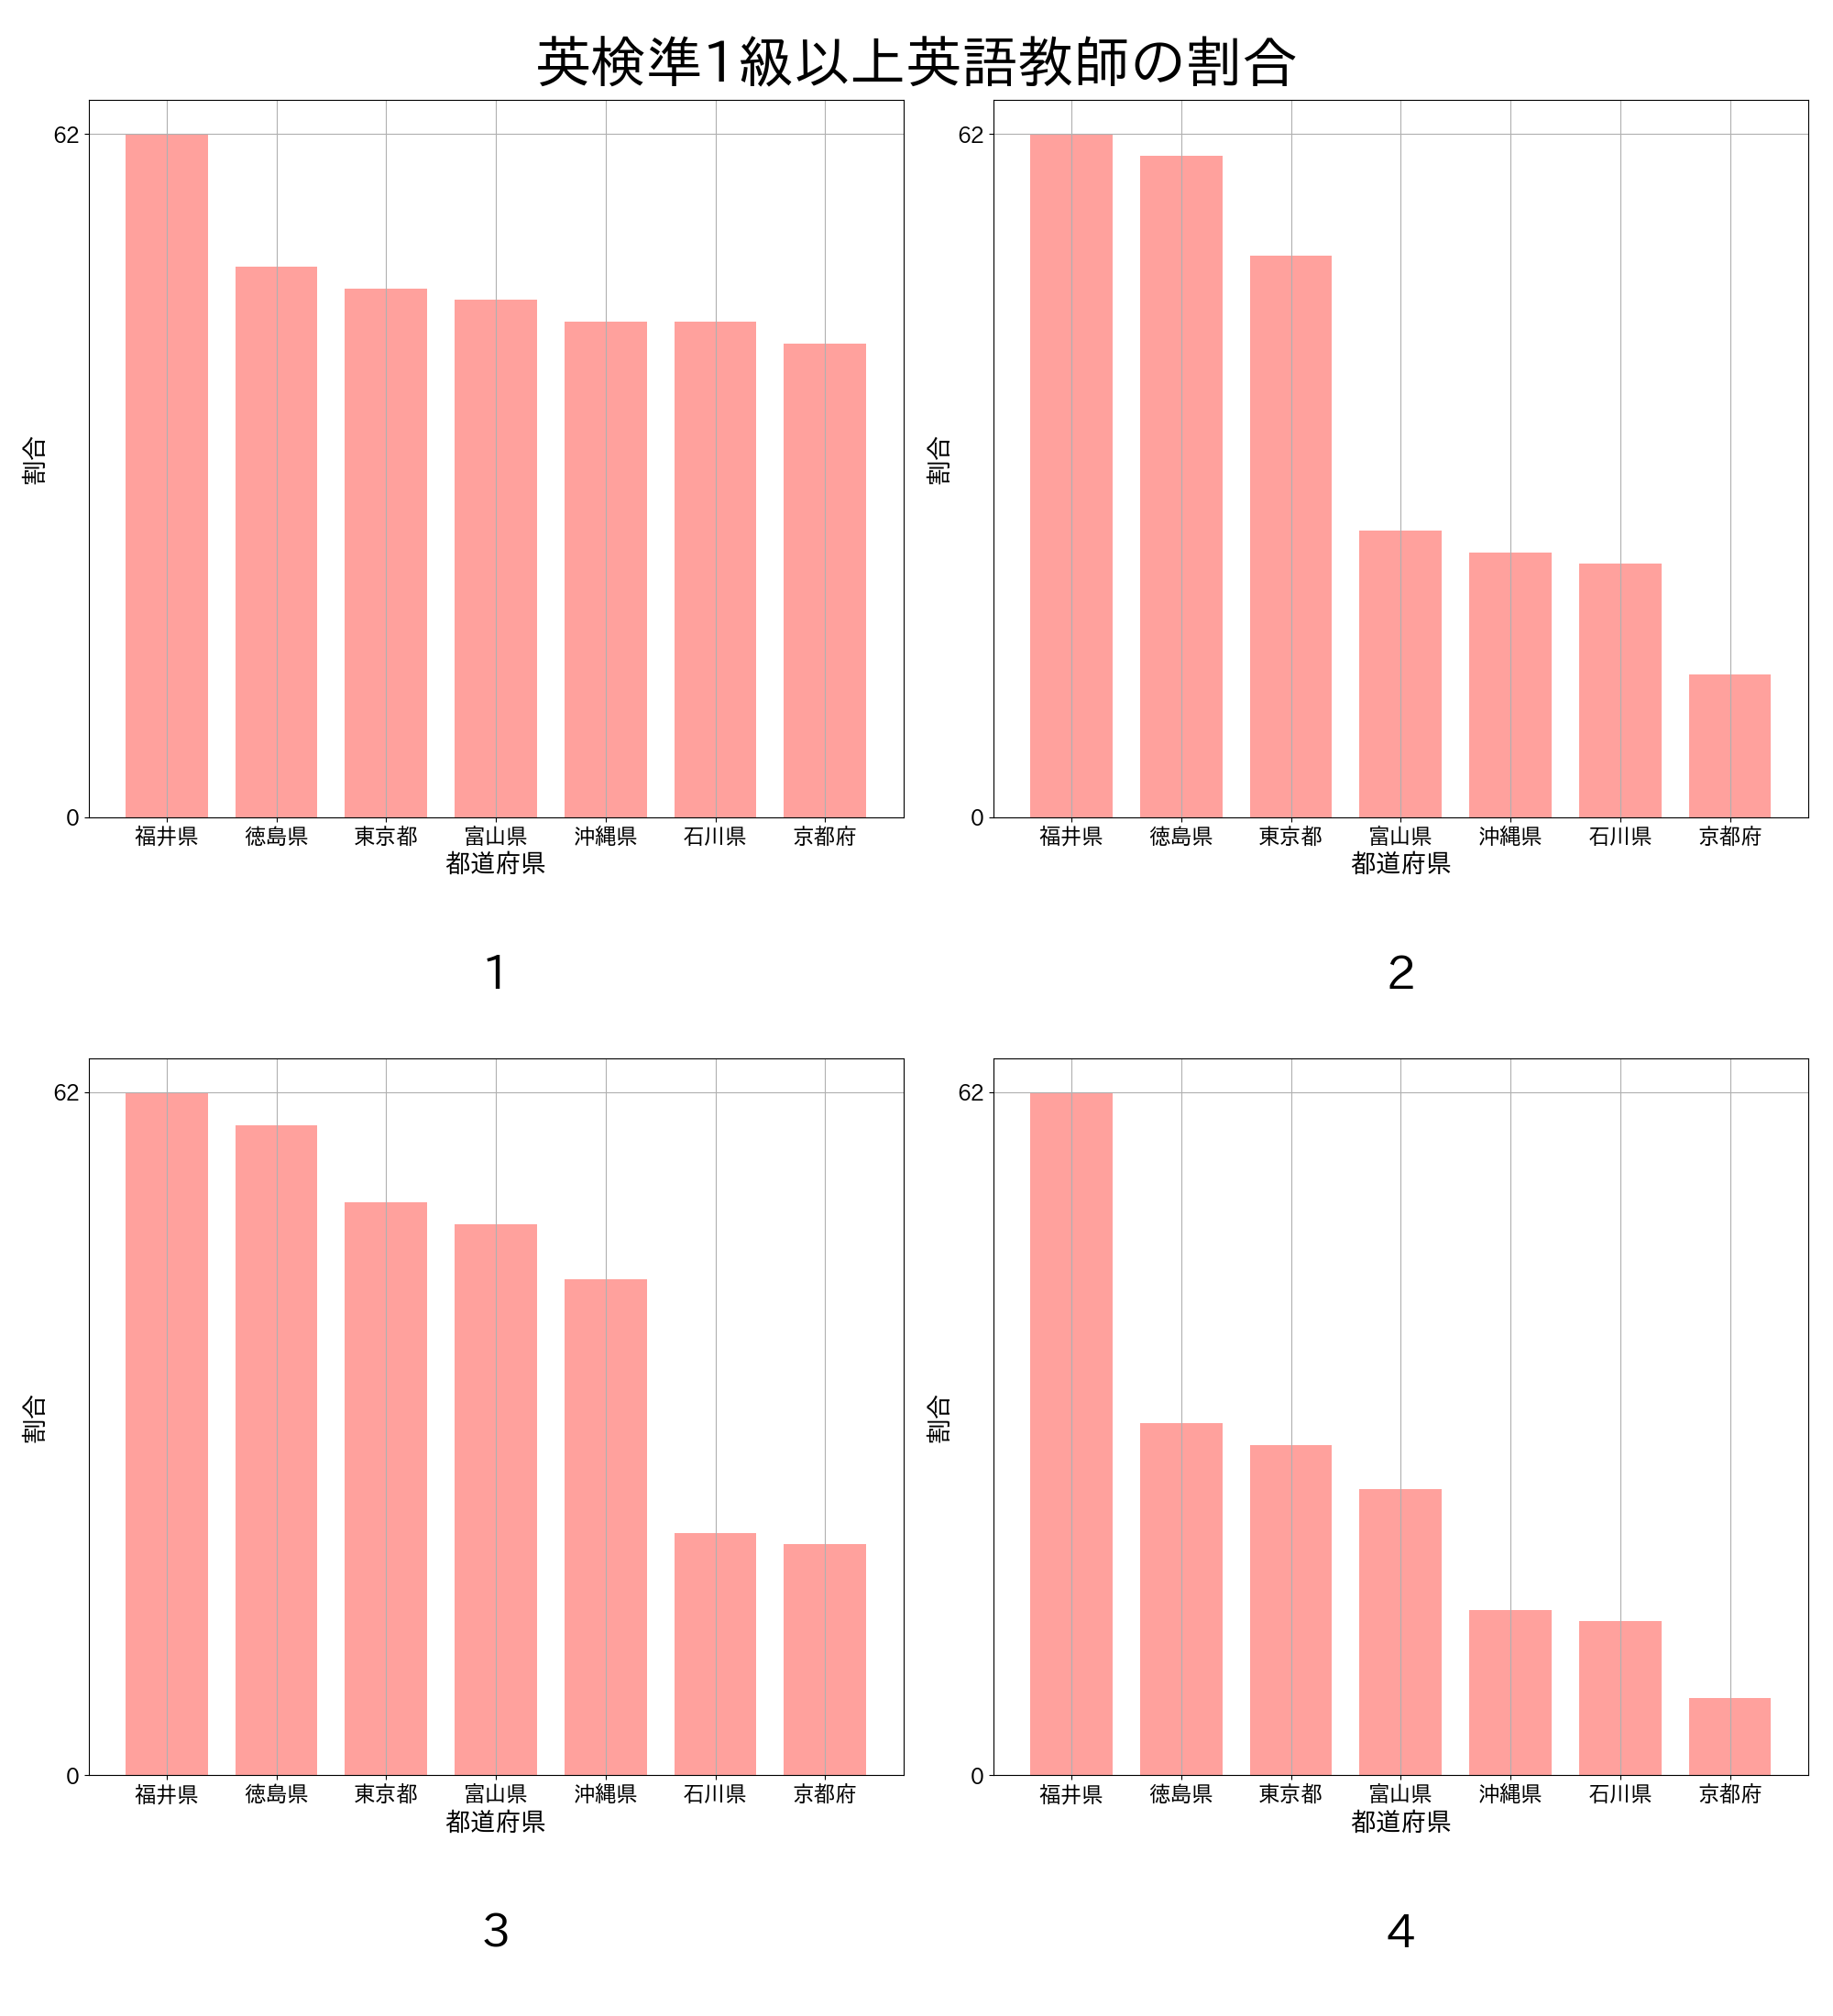 英検準1級以上英語教師の割合
62
0
割合
福井県 徳島県 東京都 富山県 沖縄県 石川県 京都府
都道府県
1
62
0
割合
福井県 徳島県 東京都 富山県 沖縄県 石川県 京都府
都道府県
2
62
0
割合
福井県 徳島県 東京都 富山県 沖縄県 石川県 京都府
都道府県
3
62
0
割合
福井県 徳島県 東京都 富山県 沖縄県 石川県 京都府
都道府県
4